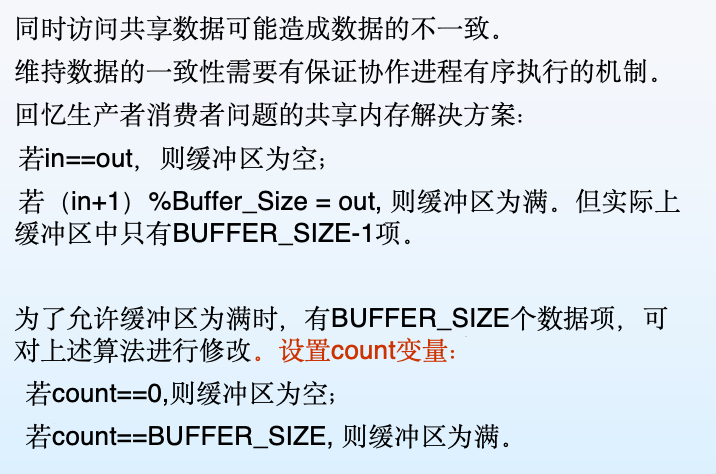 同时访问共享数据可能造成数据的不一致。
维持数据的一致性需要有保证协作进程有序执行的机制。
回忆生产者消费者问题的共享内存解决方案：
若in==out，则缓冲区为空；
若（in+1）%Buffer_Size = out, 则缓冲区为满。但实际上
缓冲区中只有BUFFER_SIZE-1项。
为了允许缓冲区为满时，有BUFFER_SIZE个数据项，可
对上述算法进行修改。设置count变量：
若count==0,则缓冲区为空；
若count==BUFFER_SIZE, 则缓冲区为满。